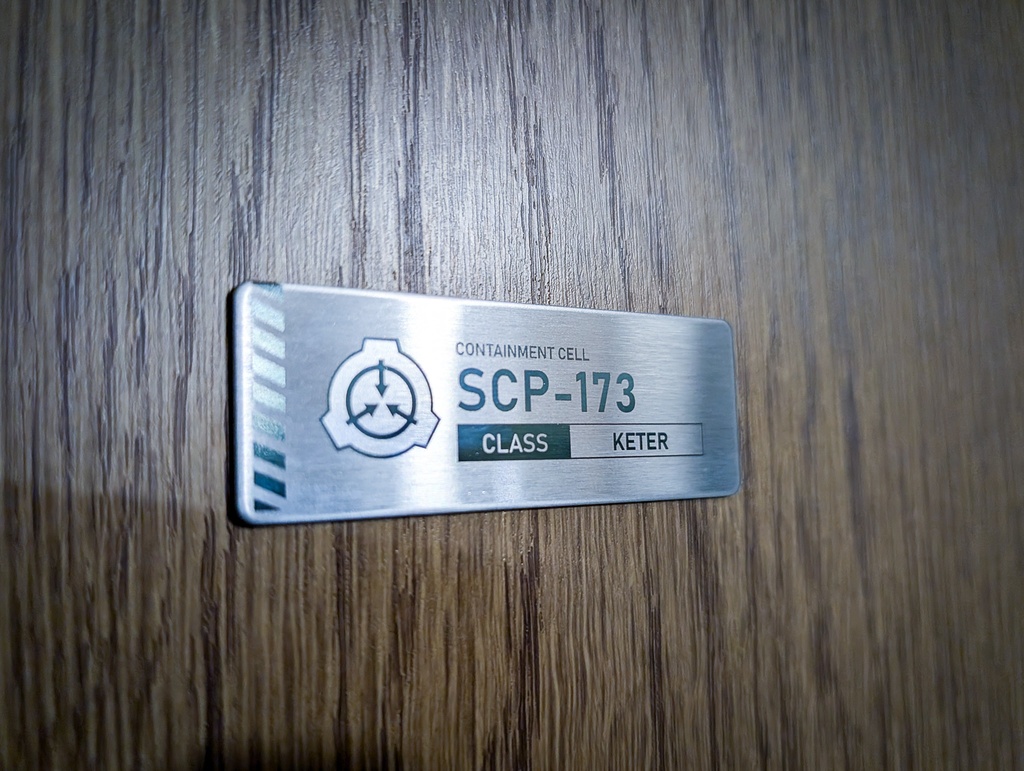 CONTAINMENT CELL
SCP-173
CLASS KETER